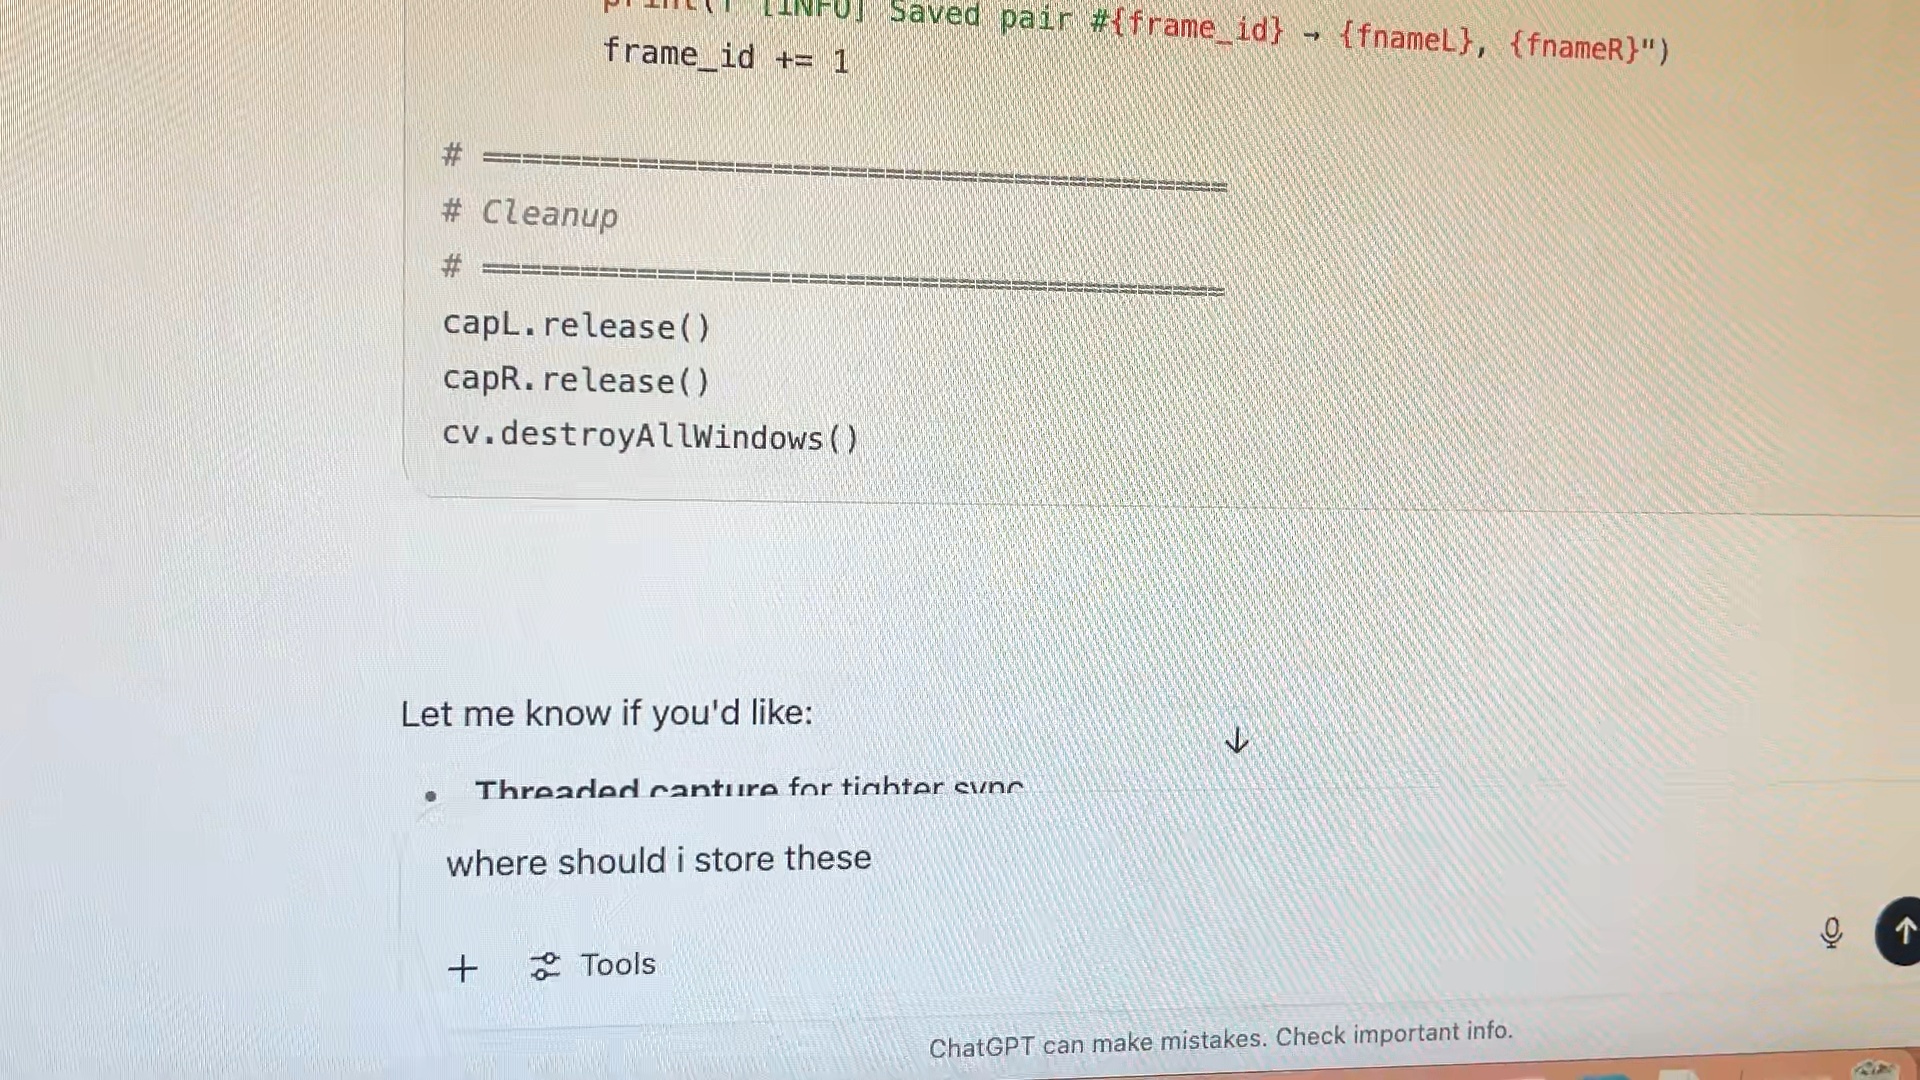 print(f"[INFO] Saved pair #{frame_id} → {fnameL}, {fnameR}")
frame_id += 1
# ======================================
# Cleanup
# ======================================
capL.release()
capR.release()
cv.destroyAllWindows()
Let me know if you'd like:
• Threaded capture for tighter sync
where should i store these
+ Tools
ChatGPT can make mistakes. Check important info.